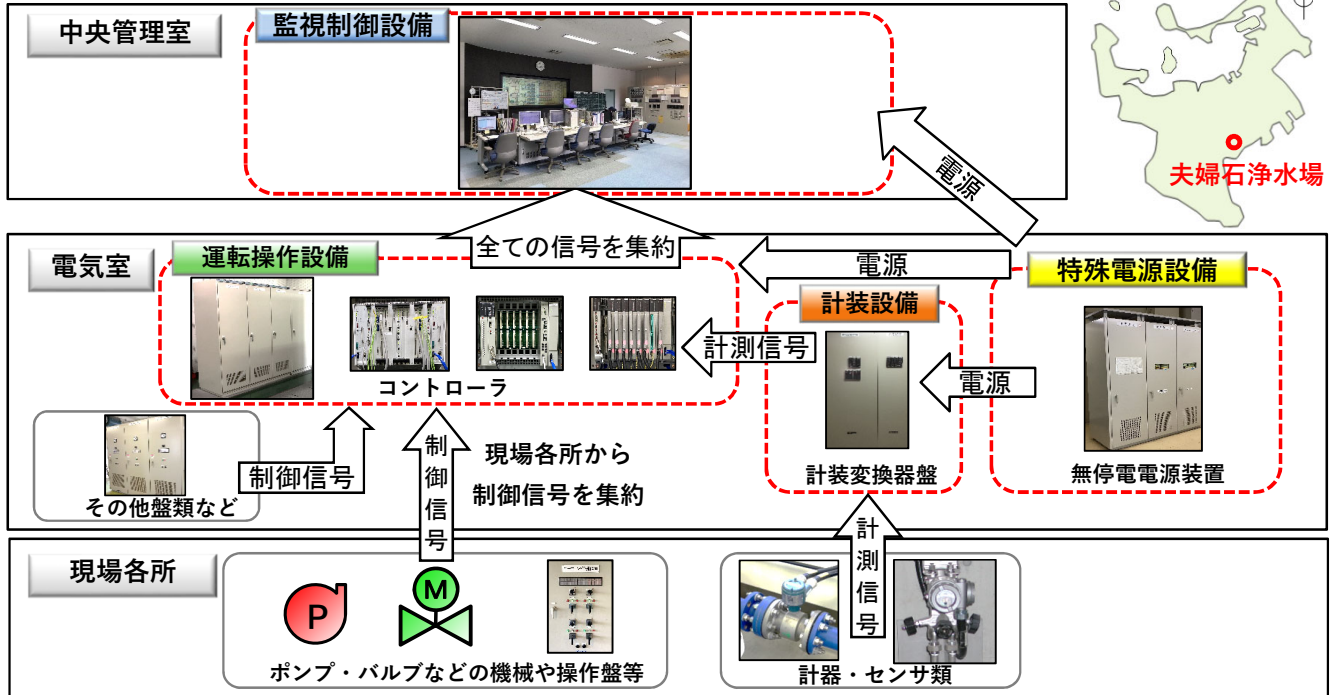 中央管理室
監視制御設備
電源
夫婦石浄水場
電気室
運転操作設備
全ての信号を集約
電源
特殊電源設備
計装設備
計測信号
電源
コントローラ
制御信号
制御信号
現場各所から
制御信号を集約
計装変換器盤
無停電電源装置
その他盤類など
現場各所
計測信号
P
M
ポンプ・バルブなどの機械や操作盤等
計器・センサ類